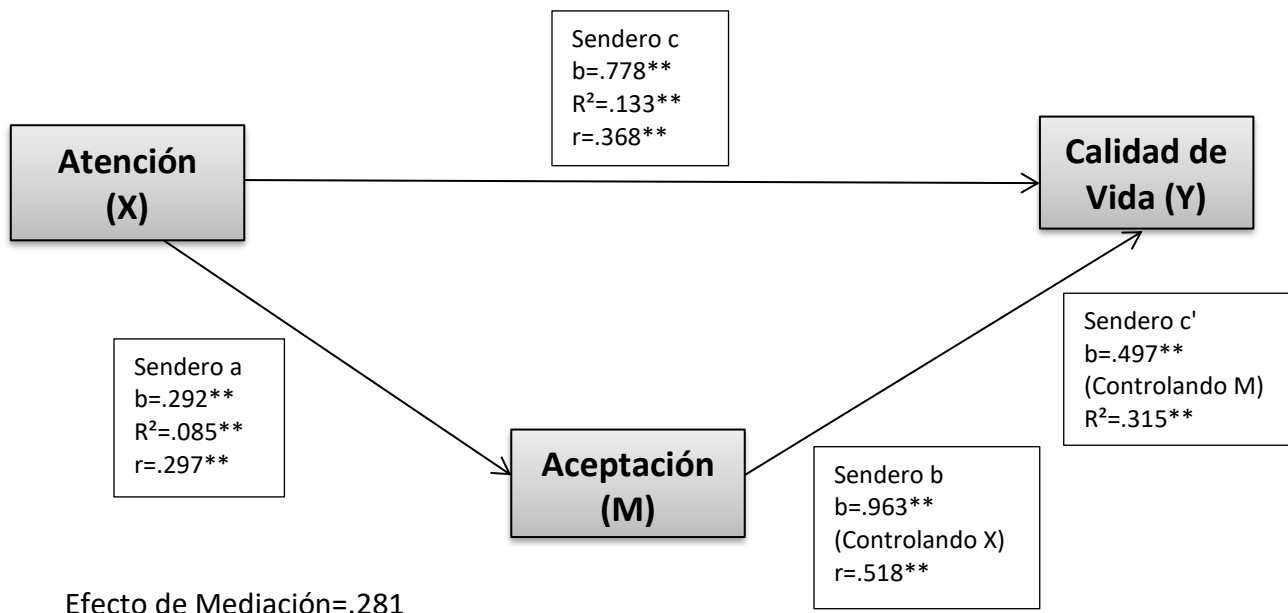 Sendero c
b=.778**
R²=.133**
r=.368**
Atención
(X)
Calidad de
Vida (Y)
Sendero a
b=.292**
R²=.085**
r=.297**
Aceptación
(M)
Sendero c'
b=.497**
(Controlando M)
R²=.315**
Sendero b
b=.963**
(Controlando X)
r=.518**
Efecto de Mediación=.281